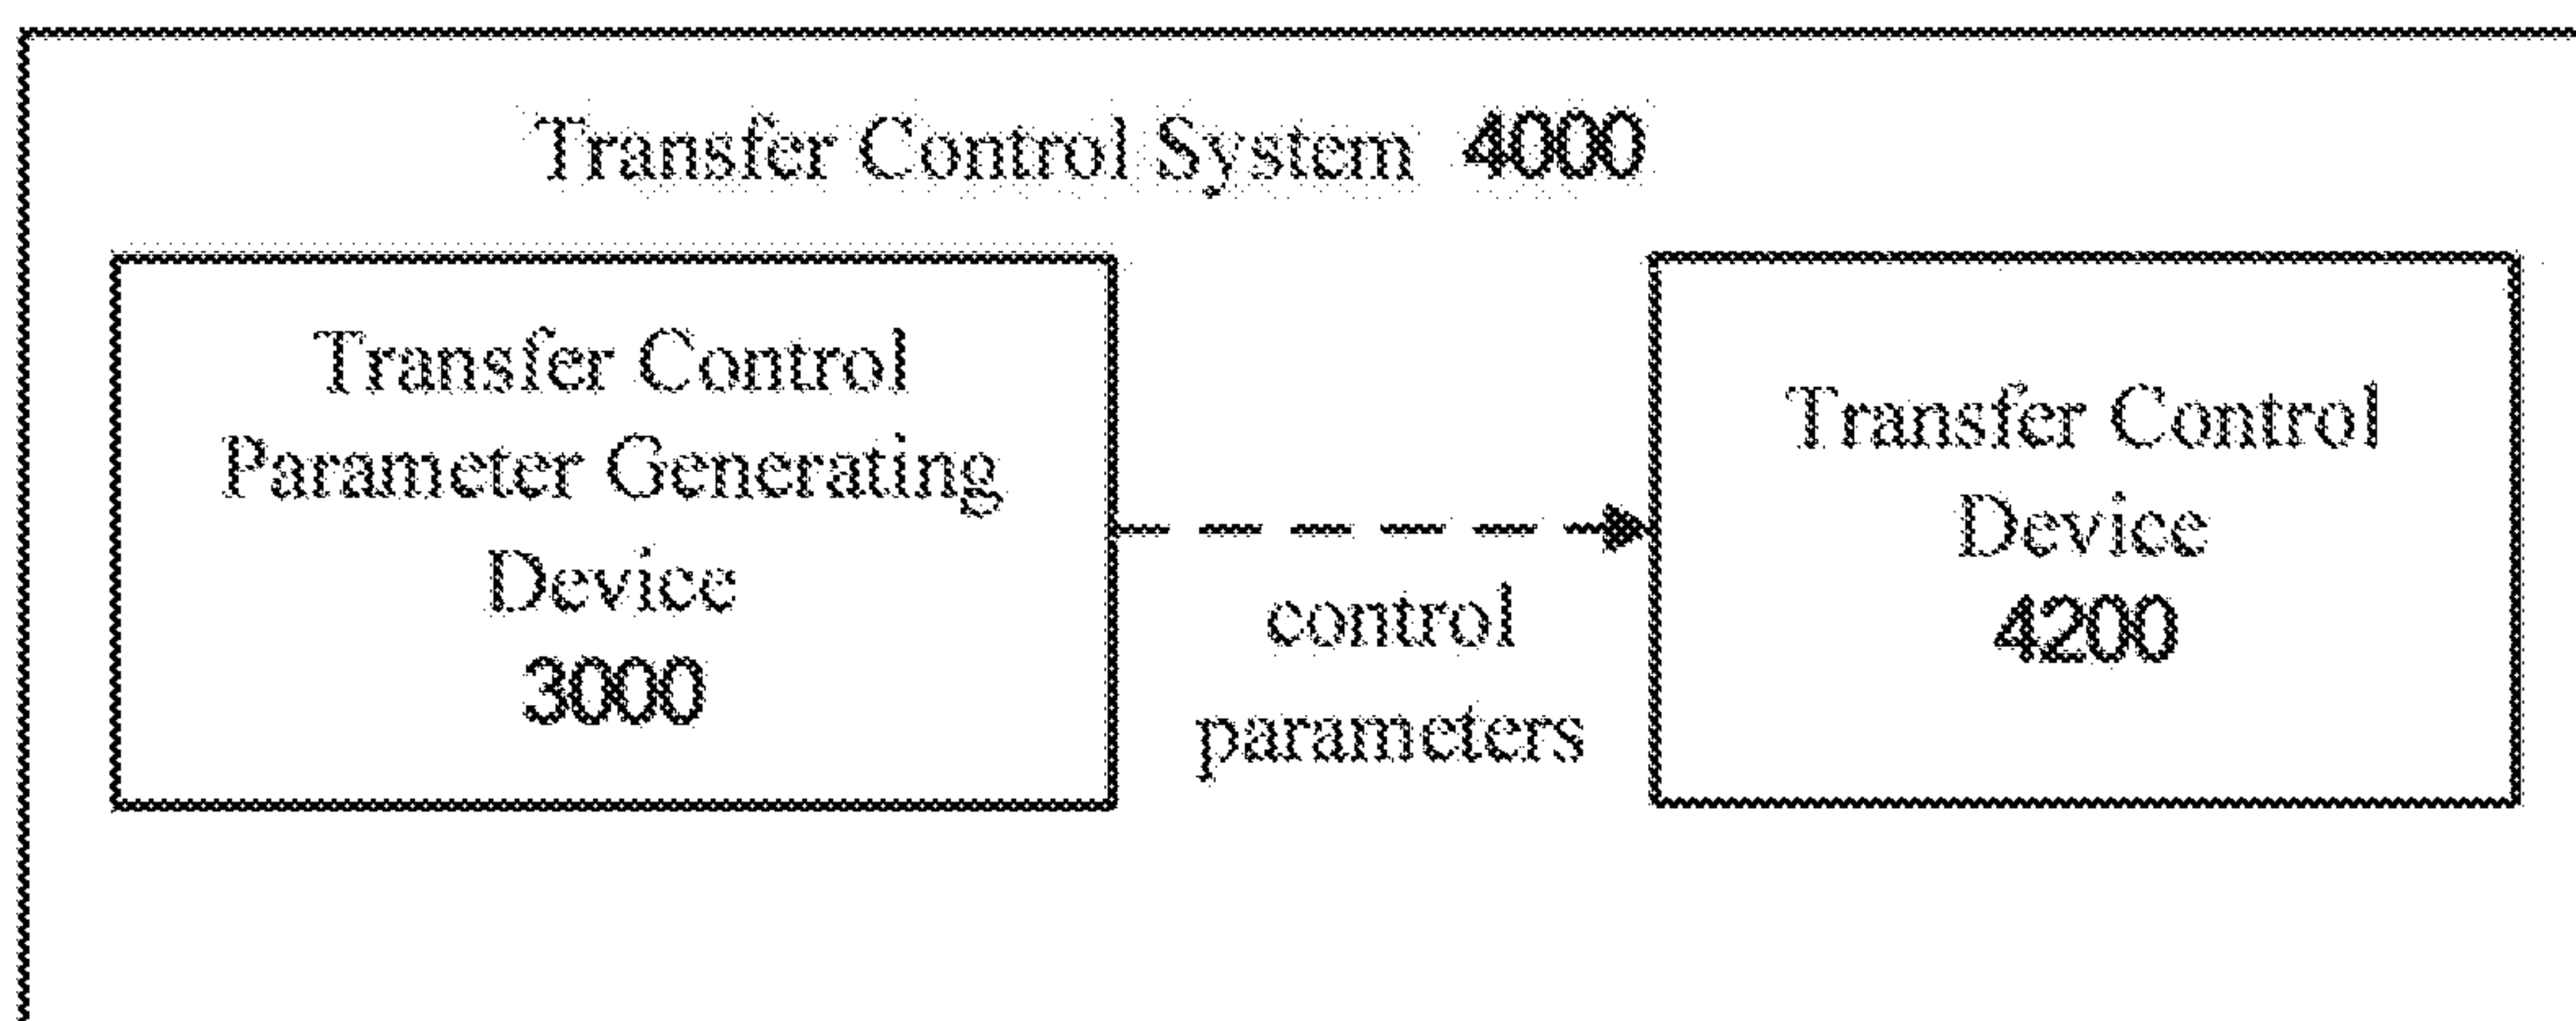 Transfer Control System 4000
Transfer Control
Parameter Generating
Device
3000
control
parameters
Transfer Control
Device
4200